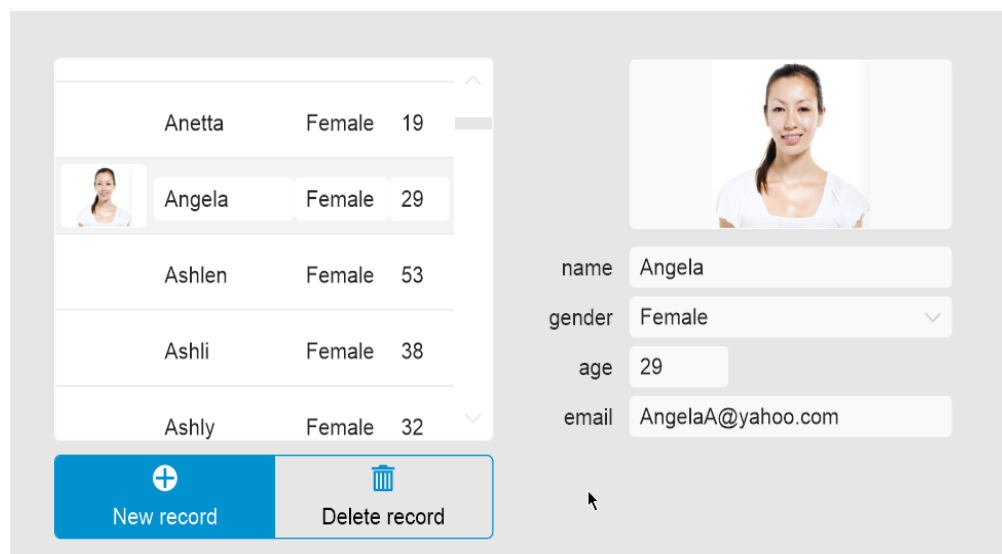 Anetta Female 19
Angela Female 29
Ashlen Female 53
Ashli Female 38
Ashly Female 32
New record Delete record
name Angela
gender Female
age 29
email AngelaA@yahoo.com